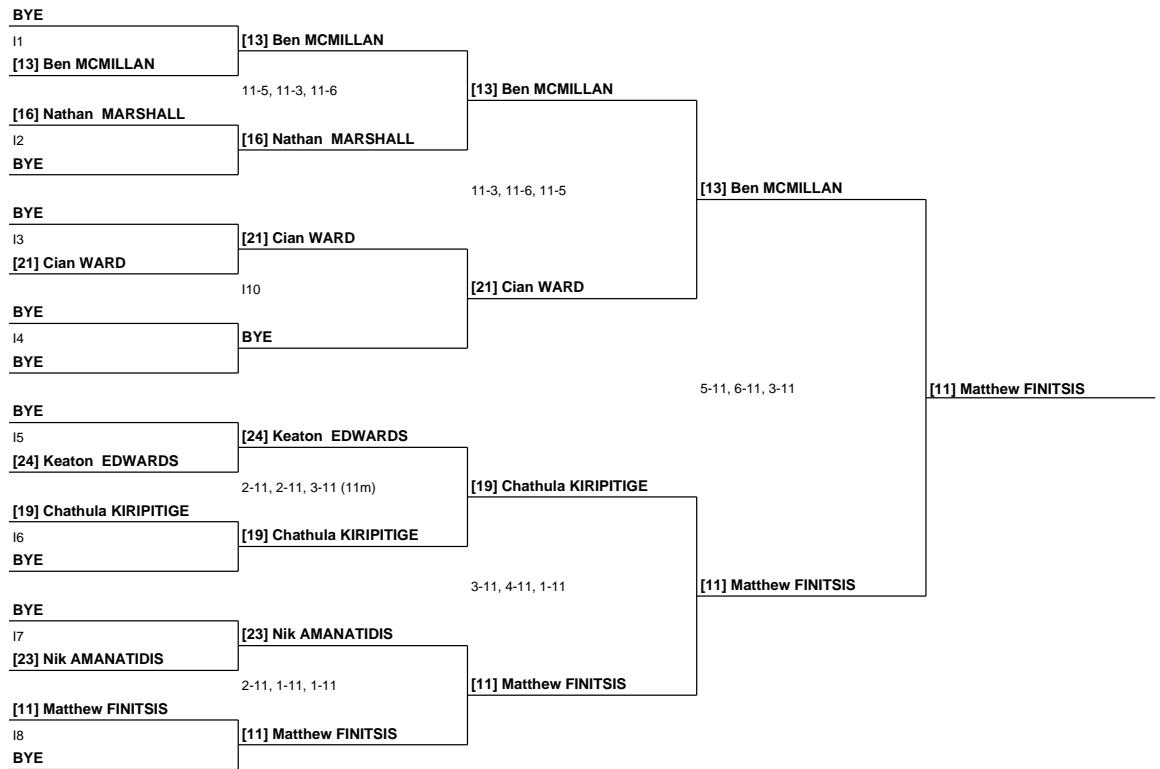 BYE
I1
[13] Ben MCMILLAN
[13] Ben MCMILLAN
11-5, 11-3, 11-6
[13] Ben MCMILLAN
[16] Nathan MARSHALL
I2
[16] Nathan MARSHALL
BYE
11-3, 11-6, 11-5
[13] Ben MCMILLAN
BYE
I3
[21] Cian WARD
[21] Cian WARD
I10
[21] Cian WARD
BYE
I4
BYE
BYE
5-11, 6-11, 3-11
[11] Matthew FINITSIS
BYE
I5
[24] Keaton EDWARDS
[24] Keaton EDWARDS
2-11, 2-11, 3-11 (11m)
[19] Chathula KIRIPITIGE
[19] Chathula KIRIPITIGE
I6
[19] Chathula KIRIPITIGE
BYE
3-11, 4-11, 1-11
[11] Matthew FINITSIS
BYE
I7
[23] Nik AMANATIDIS
[23] Nik AMANATIDIS
2-11, 1-11, 1-11
[11] Matthew FINITSIS
[11] Matthew FINITSIS
I8
[11] Matthew FINITSIS
BYE